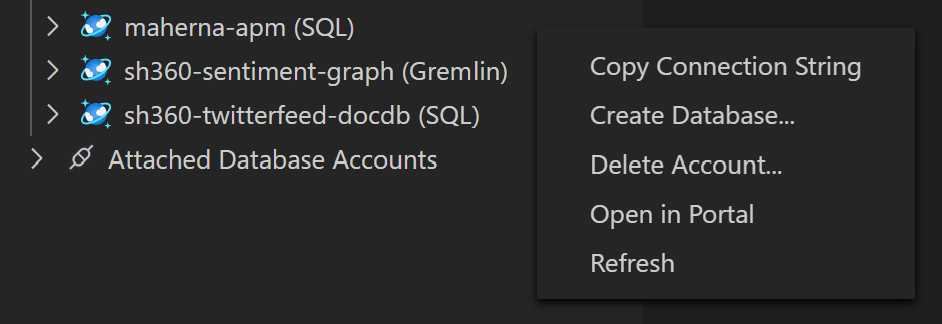 maherna-apm (SQL)
sh360-sentiment-graph (Gremlin)
sh360-twitterfeed-docdb (SQL)
Attached Database Accounts
Copy Connection String
Create Database...
Delete Account...
Open in Portal
Refresh